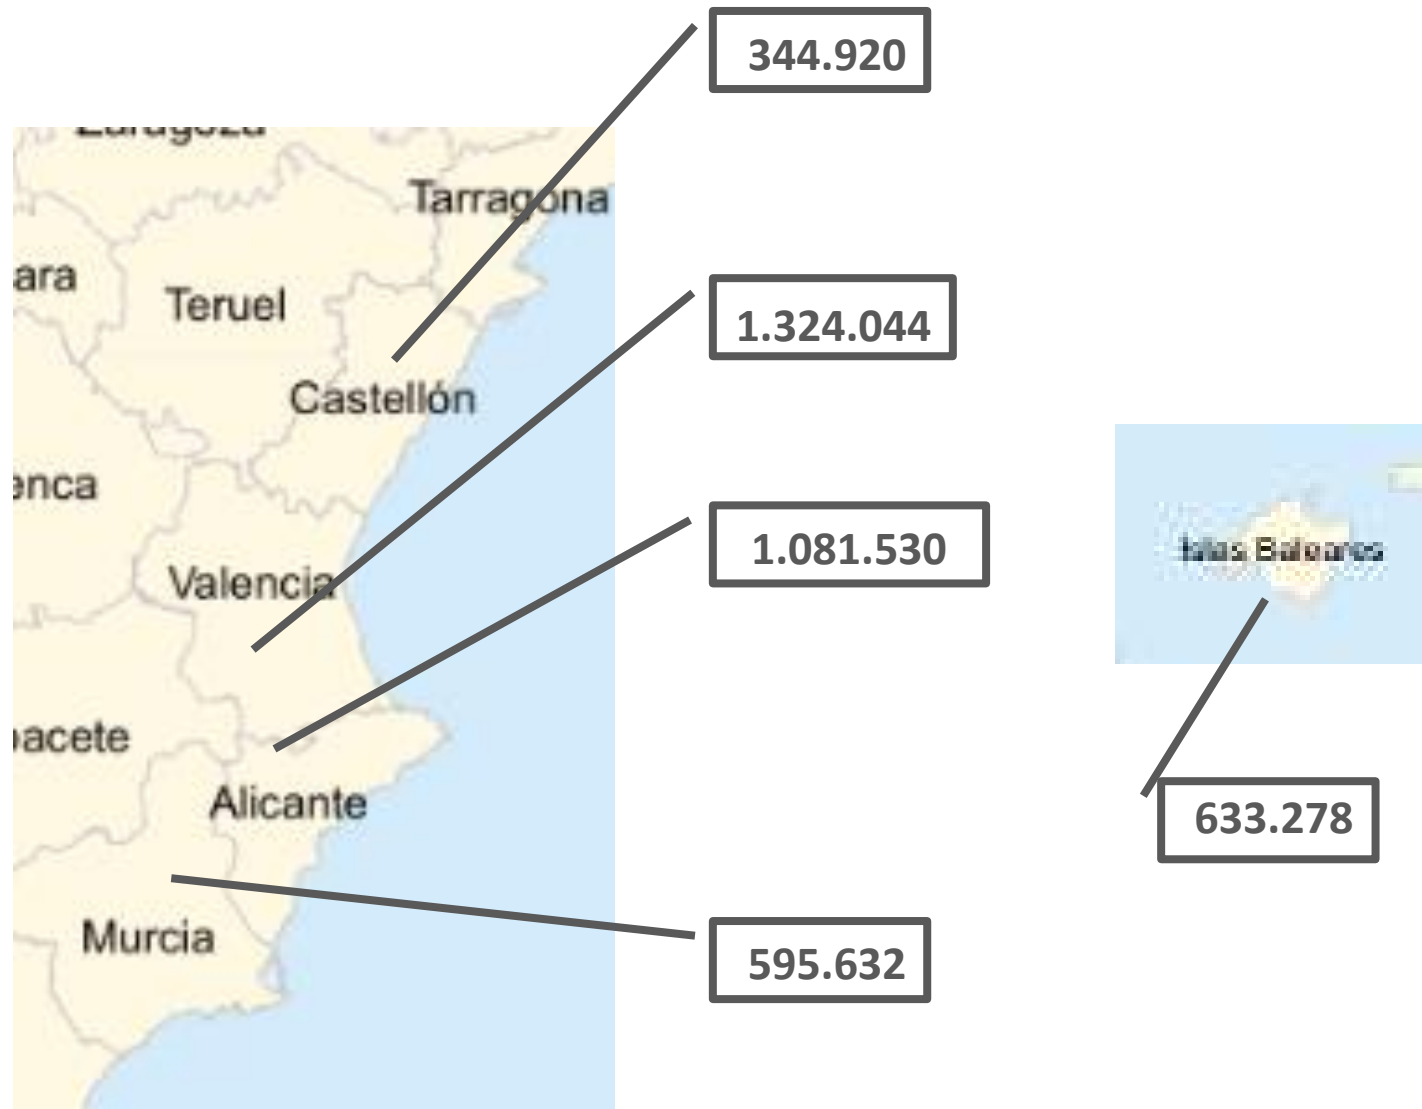 344.920
Zaragoza
Tarragona
ara
Teruel
1.324.044
Castellón
enca
1.081.530
Islas Baleares
Valencia
acete
Alicante
633.278
Murcia
595.632